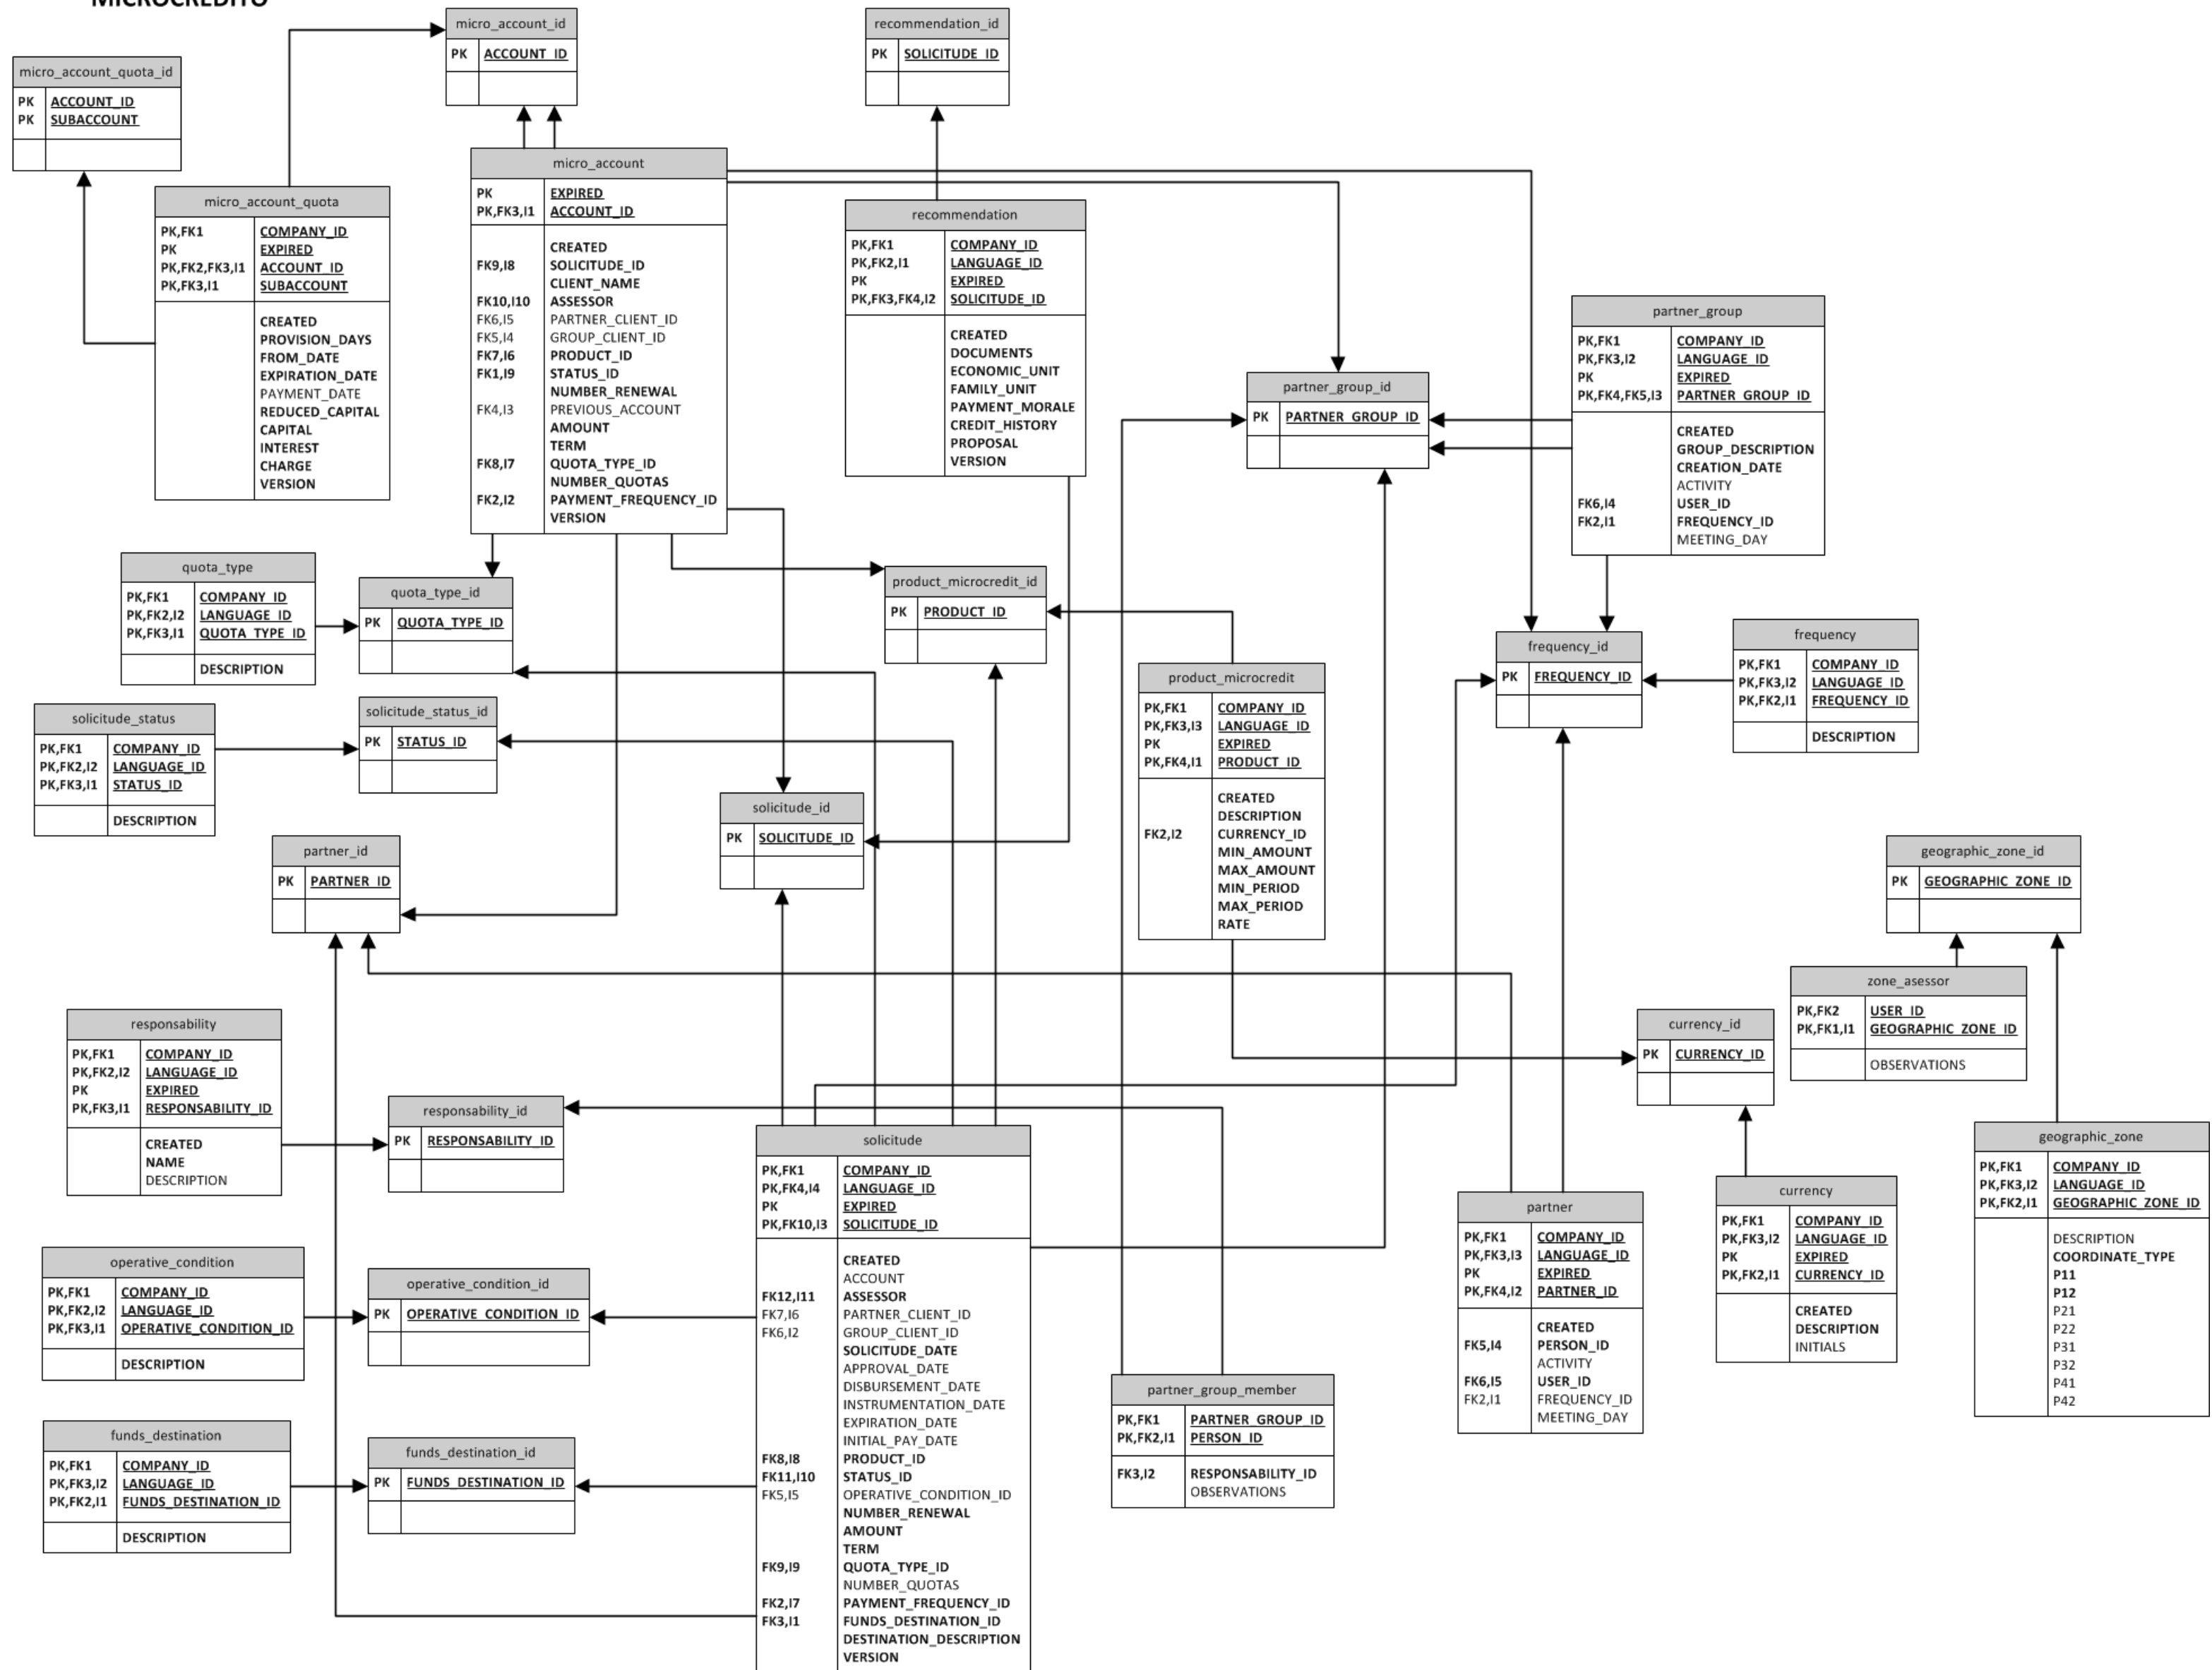 MICROCREDITO
micro_account_id
PK ACCOUNT_ID
recommendation_id
PK SOLICITUDE_ID
micro_account_quota_id
PK ACCOUNT_ID
PK SUBACCOUNT
micro_account_quota
PK,FK1 COMPANY_ID
PK EXPIRED
PK,FK2,FK3,I1 ACCOUNT_ID
PK,FK3,I1 SUBACCOUNT
CREATED
PROVISION_DAYS
FROM_DATE
EXPIRATION_DATE
PAYMENT_DATE
REDUCED_CAPITAL
CAPITAL
INTEREST
CHARGE
VERSION
micro_account
PK EXPIRED
PK,FK3,I1 ACCOUNT_ID
CREATED
FK9,I8 SOLICITUDE_ID
CLIENT_NAME
FK10,I10 ASSESSOR
FK6,I5 PARTNER_CLIENT_ID
FK5,I4 GROUP_CLIENT_ID
FK7,I6 PRODUCT_ID
FK1,I9 STATUS_ID
NUMBER_RENEWAL
FK4,I3 PREVIOUS_ACCOUNT
AMOUNT
TERM
FK8,I7 QUOTA_TYPE_ID
NUMBER_QUOTAS
FK2,I2 PAYMENT_FREQUENCY_ID
VERSION
recommendation
PK,FK1 COMPANY_ID
PK,FK2,I1 LANGUAGE_ID
PK EXPIRED
PK,FK3,FK4,I2 SOLICITUDE_ID
CREATED
DOCUMENTS
ECONOMIC_UNIT
FAMILY_UNIT
PAYMENT_MORALE
CREDIT_HISTORY
PROPOSAL
VERSION
partner_group_id
PK PARTNER_GROUP_ID
partner_group
PK,FK1 COMPANY_ID
PK,FK3,I2 LANGUAGE_ID
PK EXPIRED
PK,FK4,FK5,I3 PARTNER_GROUP_ID
CREATED
GROUP_DESCRIPTION
CREATION_DATE
ACTIVITY
FK6,I4 USER_ID
FK2,I1 FREQUENCY_ID
MEETING_DAY
quota_type
PK,FK1 COMPANY_ID
PK,FK2,I2 LANGUAGE_ID
PK,FK3,I1 QUOTA_TYPE_ID
DESCRIPTION
quota_type_id
PK QUOTA_TYPE_ID
product_microcredit_id
PK PRODUCT_ID
product_microcredit
PK,FK1 COMPANY_ID
PK,FK3,I3 LANGUAGE_ID
PK EXPIRED
PK,FK4,I1 PRODUCT_ID
CREATED
DESCRIPTION
FK2,I2 CURRENCY_ID
MIN_AMOUNT
MAX_AMOUNT
MIN_PERIOD
MAX_PERIOD
RATE
frequency_id
PK FREQUENCY_ID
frequency
PK,FK1 COMPANY_ID
PK,FK3,I2 LANGUAGE_ID
PK,FK2,I1 FREQUENCY_ID
DESCRIPTION
solicitude_status
PK,FK1 COMPANY_ID
PK,FK2,I2 LANGUAGE_ID
PK,FK3,I1 STATUS_ID
DESCRIPTION
solicitude_status_id
PK STATUS_ID
solicitude_id
PK SOLICITUDE_ID
partner_id
PK PARTNER_ID
geographic_zone_id
PK GEOGRAPHIC_ZONE_ID
zone_asessor
PK,FK2 USER_ID
PK,FK1,I1 GEOGRAPHIC_ZONE_ID
OBSERVATIONS
currency_id
PK CURRENCY_ID
responsability
PK,FK1 COMPANY_ID
PK,FK2,I2 LANGUAGE_ID
PK EXPIRED
PK,FK3,I1 RESPONSABILITY_ID
CREATED
NAME
DESCRIPTION
responsability_id
PK RESPONSABILITY_ID
solicitude
PK,FK1 COMPANY_ID
PK,FK4,I4 LANGUAGE_ID
PK EXPIRED
PK,FK10,I3 SOLICITUDE_ID
CREATED
ACCOUNT
FK12,I11 ASSESSOR
FK7,I6 PARTNER_CLIENT_ID
FK6,I2 GROUP_CLIENT_ID
SOLICITUDE_DATE
APPROVAL_DATE
DISBURSEMENT_DATE
INSTRUMENTATION_DATE
EXPIRATION_DATE
INITIAL_PAY_DATE
FK8,I8 PRODUCT_ID
FK11,I10 STATUS_ID
FK5,I5 OPERATIVE_CONDITION_ID
NUMBER_RENEWAL
AMOUNT
TERM
FK9,I9 QUOTA_TYPE_ID
NUMBER_QUOTAS
FK2,I7 PAYMENT_FREQUENCY_ID
FK3,I1 FUNDS_DESTINATION_ID
DESTINATION_DESCRIPTION
VERSION
geographic_zone
PK,FK1 COMPANY_ID
PK,FK3,I2 LANGUAGE_ID
PK,FK2,I1 GEOGRAPHIC_ZONE_ID
DESCRIPTION
COORDINATE_TYPE
P11
P12
P21
P22
P31
P32
P41
P42
partner
PK,FK1 COMPANY_ID
PK,FK3,I3 LANGUAGE_ID
PK EXPIRED
PK,FK4,I2 PARTNER_ID
CREATED
FK5,I4 PERSON_ID
ACTIVITY
FK6,I5 USER_ID
FK2,I1 FREQUENCY_ID
MEETING_DAY
currency
PK,FK1 COMPANY_ID
PK,FK3,I2 LANGUAGE_ID
PK EXPIRED
PK,FK2,I1 CURRENCY_ID
CREATED
DESCRIPTION
INITIALS
operative_condition
PK,FK1 COMPANY_ID
PK,FK2,I2 LANGUAGE_ID
PK,FK3,I1 OPERATIVE_CONDITION_ID
DESCRIPTION
operative_condition_id
PK OPERATIVE_CONDITION_ID
partner_group_member
PK,FK1 PARTNER_GROUP_ID
PK,FK2,I1 PERSON_ID
FK3,I2 RESPONSABILITY_ID
OBSERVATIONS
funds_destination
PK,FK1 COMPANY_ID
PK,FK3,I2 LANGUAGE_ID
PK,FK2,I1 FUNDS_DESTINATION_ID
DESCRIPTION
funds_destination_id
PK FUNDS_DESTINATION_ID